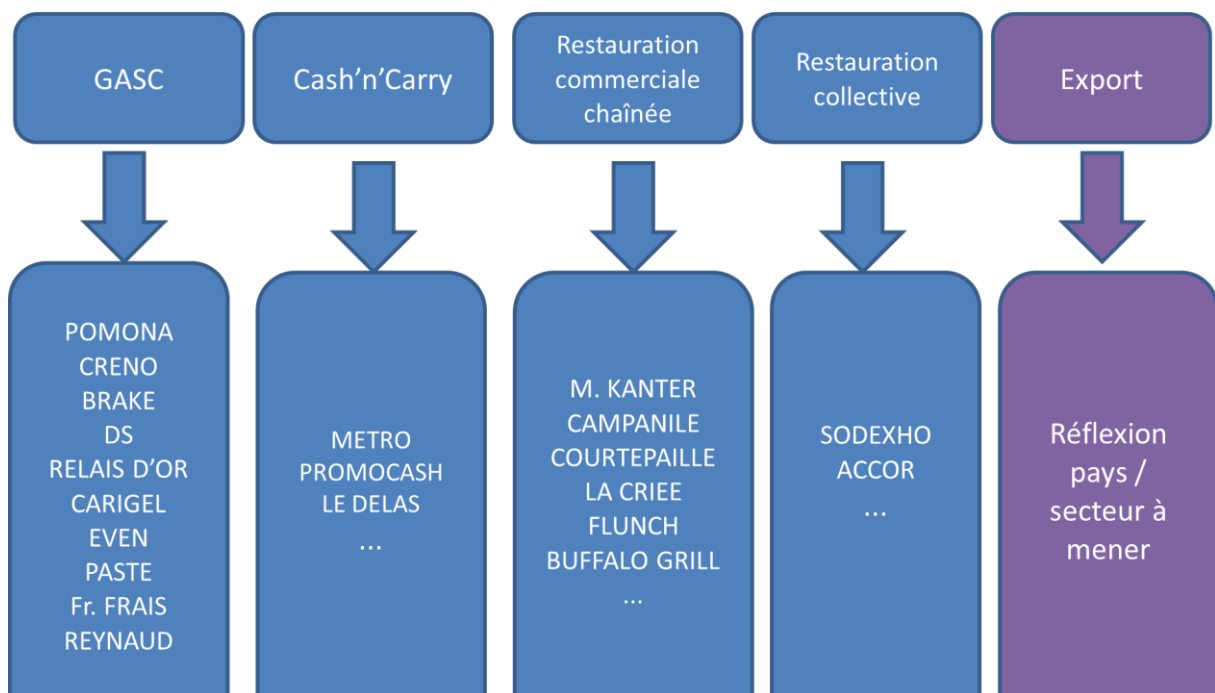 GASC
Cash’n’Carry
Restauration
commerciale
chaînée
Restauration
collective
Export
POMONA
CRENO
BRAKE
DS
RELAIS D’OR
CARIGEL
EVEN
PASTE
Fr. FRAIS
REYNAUD
METRO
PROMOCASH
LE DELAS
...
M. KANTER
CAMPANILE
COURTEPAILLE
LA CRIEE
FLUNCH
BUFFALO GRILL
...
SODEXHO
ACCOR
...
Réflexion
pays /
secteur à
mener